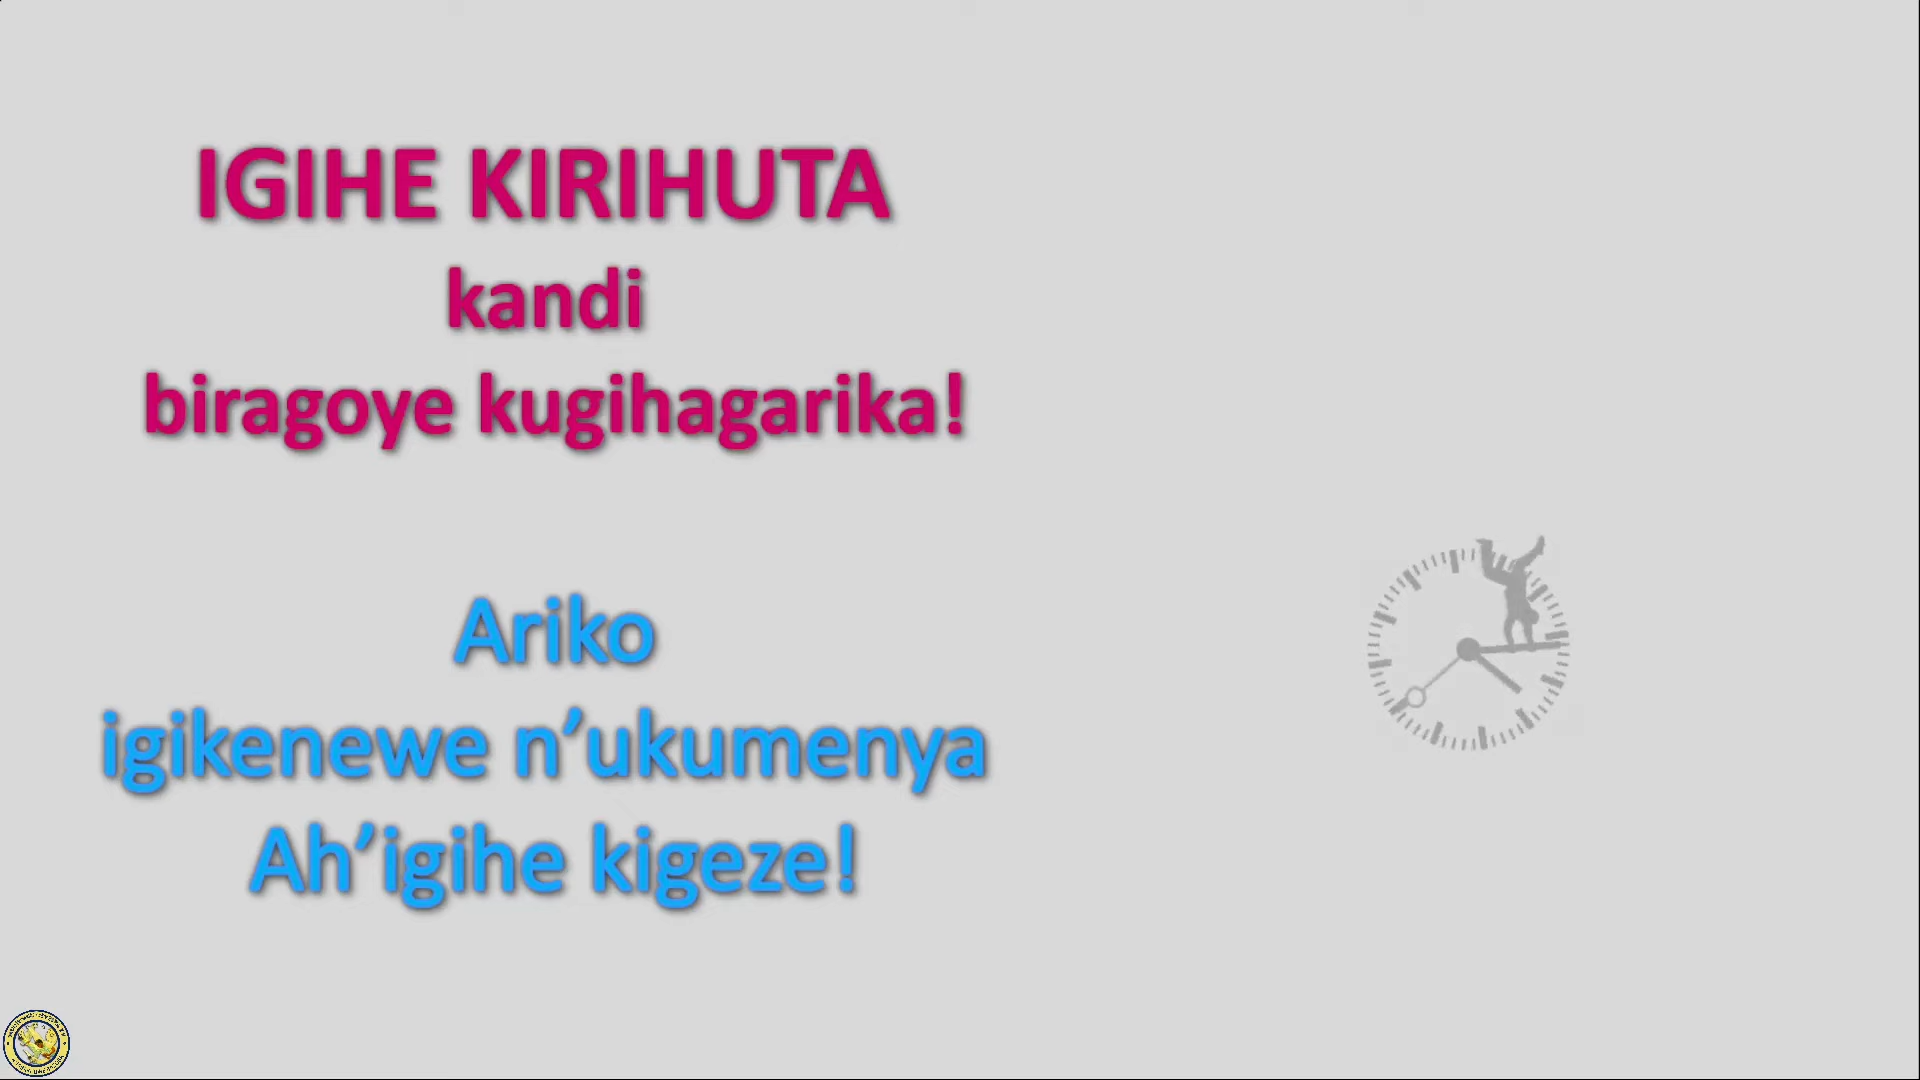 IGIHE KIRIHUTA
kandi
biragoye kugihagarika!
Ariko
igikenewe n’ukumenya
Ah’igihe kigeze!